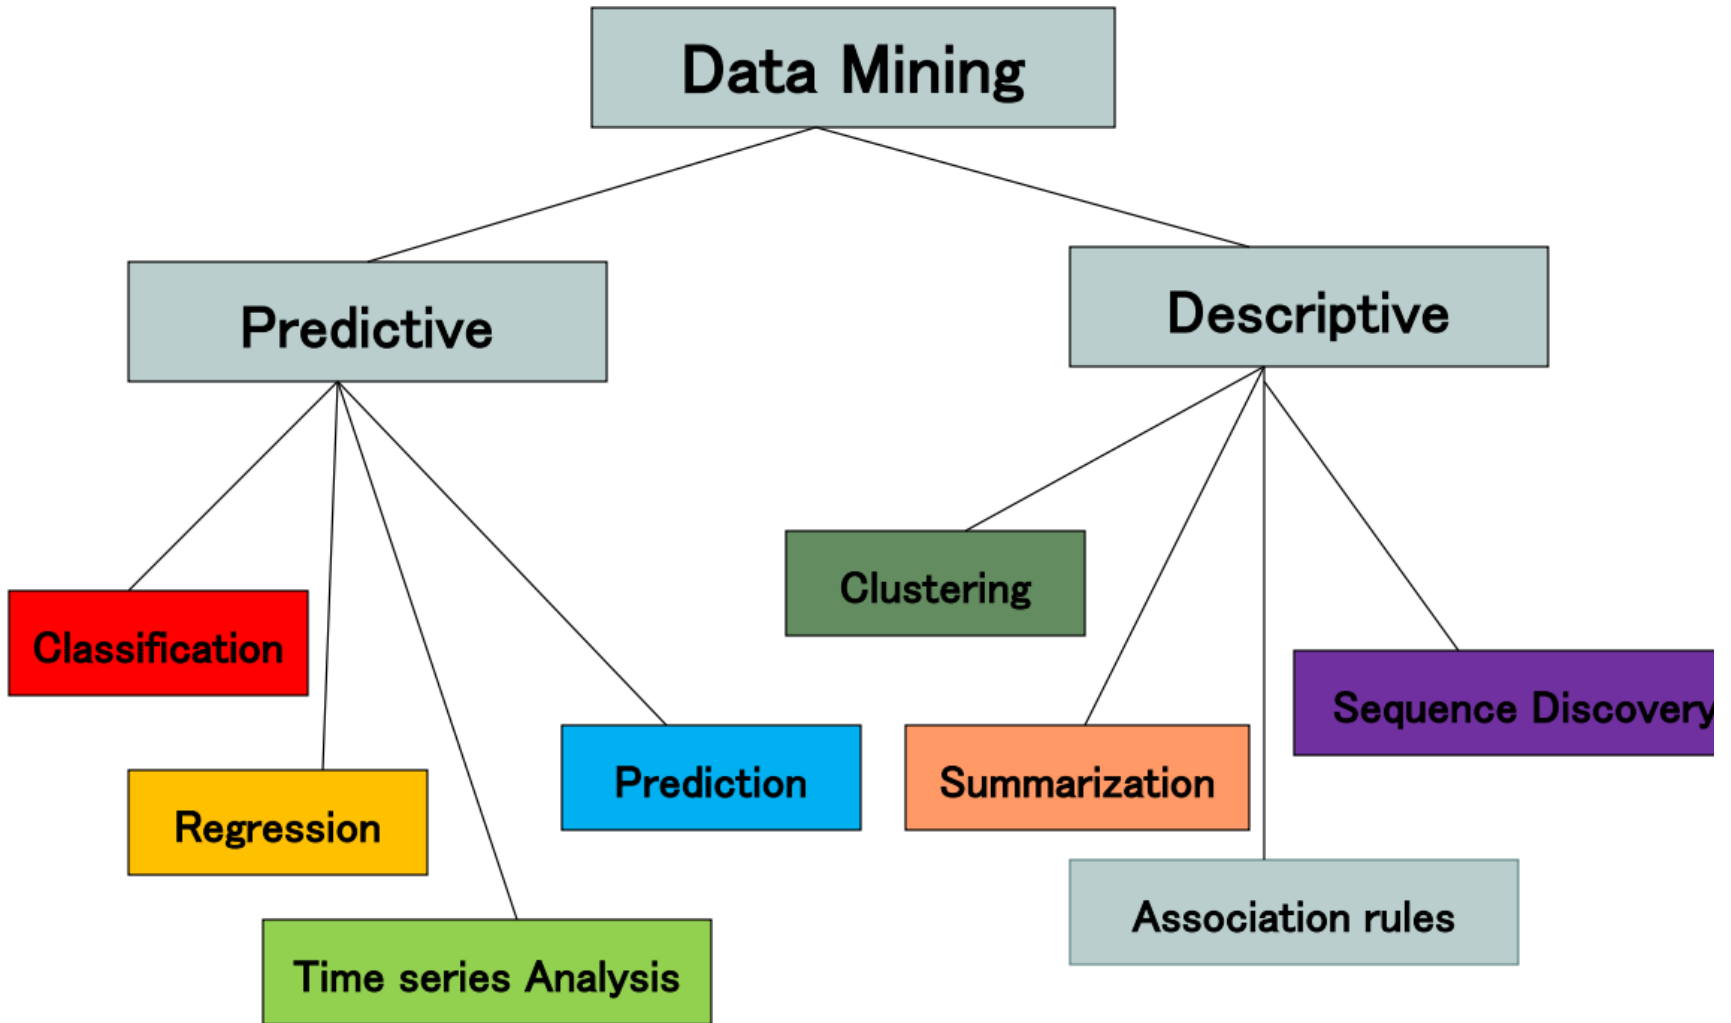 Data Mining
Predictive
Descriptive
Classification
Regression
Time series Analysis
Prediction
Clustering
Summarization
Association rules
Sequence Discovery